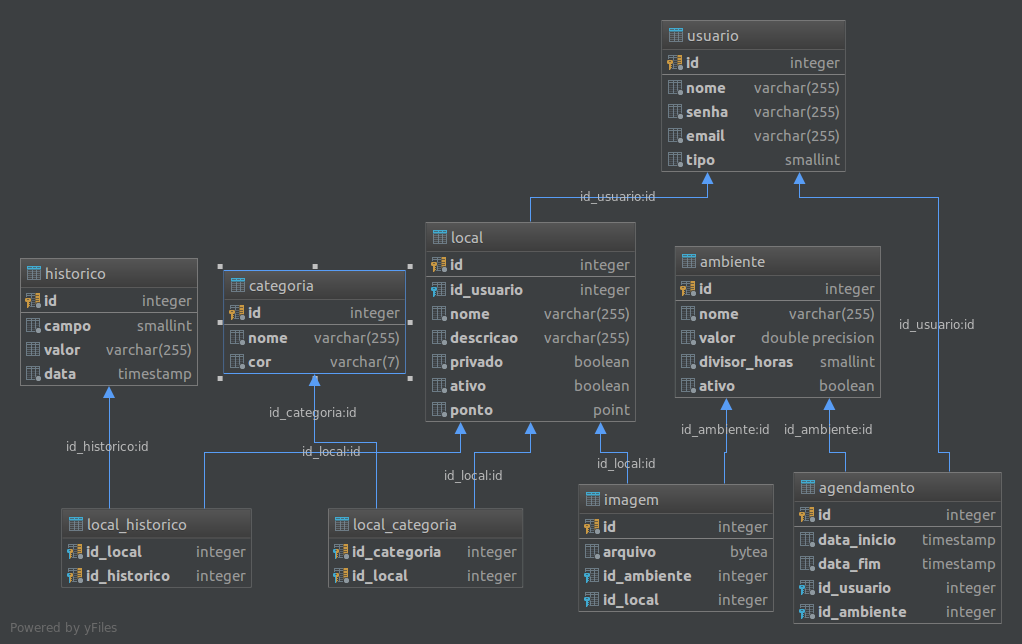 usuario
id integer
nome varchar(255)
senha varchar(255)
email varchar(255)
tipo smallint
id_usuario:id
local
id integer
id_usuario integer
nome varchar(255)
descricao varchar(255)
privado boolean
ativo boolean
ponto point
ambiente
id integer
nome varchar(255)
valor double precision
divisor_horas smallint
ativo boolean
id_usuario:id
historico
id integer
campo smallint
valor varchar(255)
data timestamp
categoria
id integer
nome varchar(255)
cor varchar(7)
id_categoria:id
id_historico:id
id_local:id
id_local:id
id_local:id
id_ambiente:id
id_ambiente:id
local_historico
id_local integer
id_historico integer
local_categoria
id_categoria integer
id_local integer
imagem
id integer
arquivo bytea
id_ambiente integer
id_local integer
agendamento
id integer
data_inicio timestamp
data_fim timestamp
id_usuario integer
id_ambiente integer
Powered by yFiles